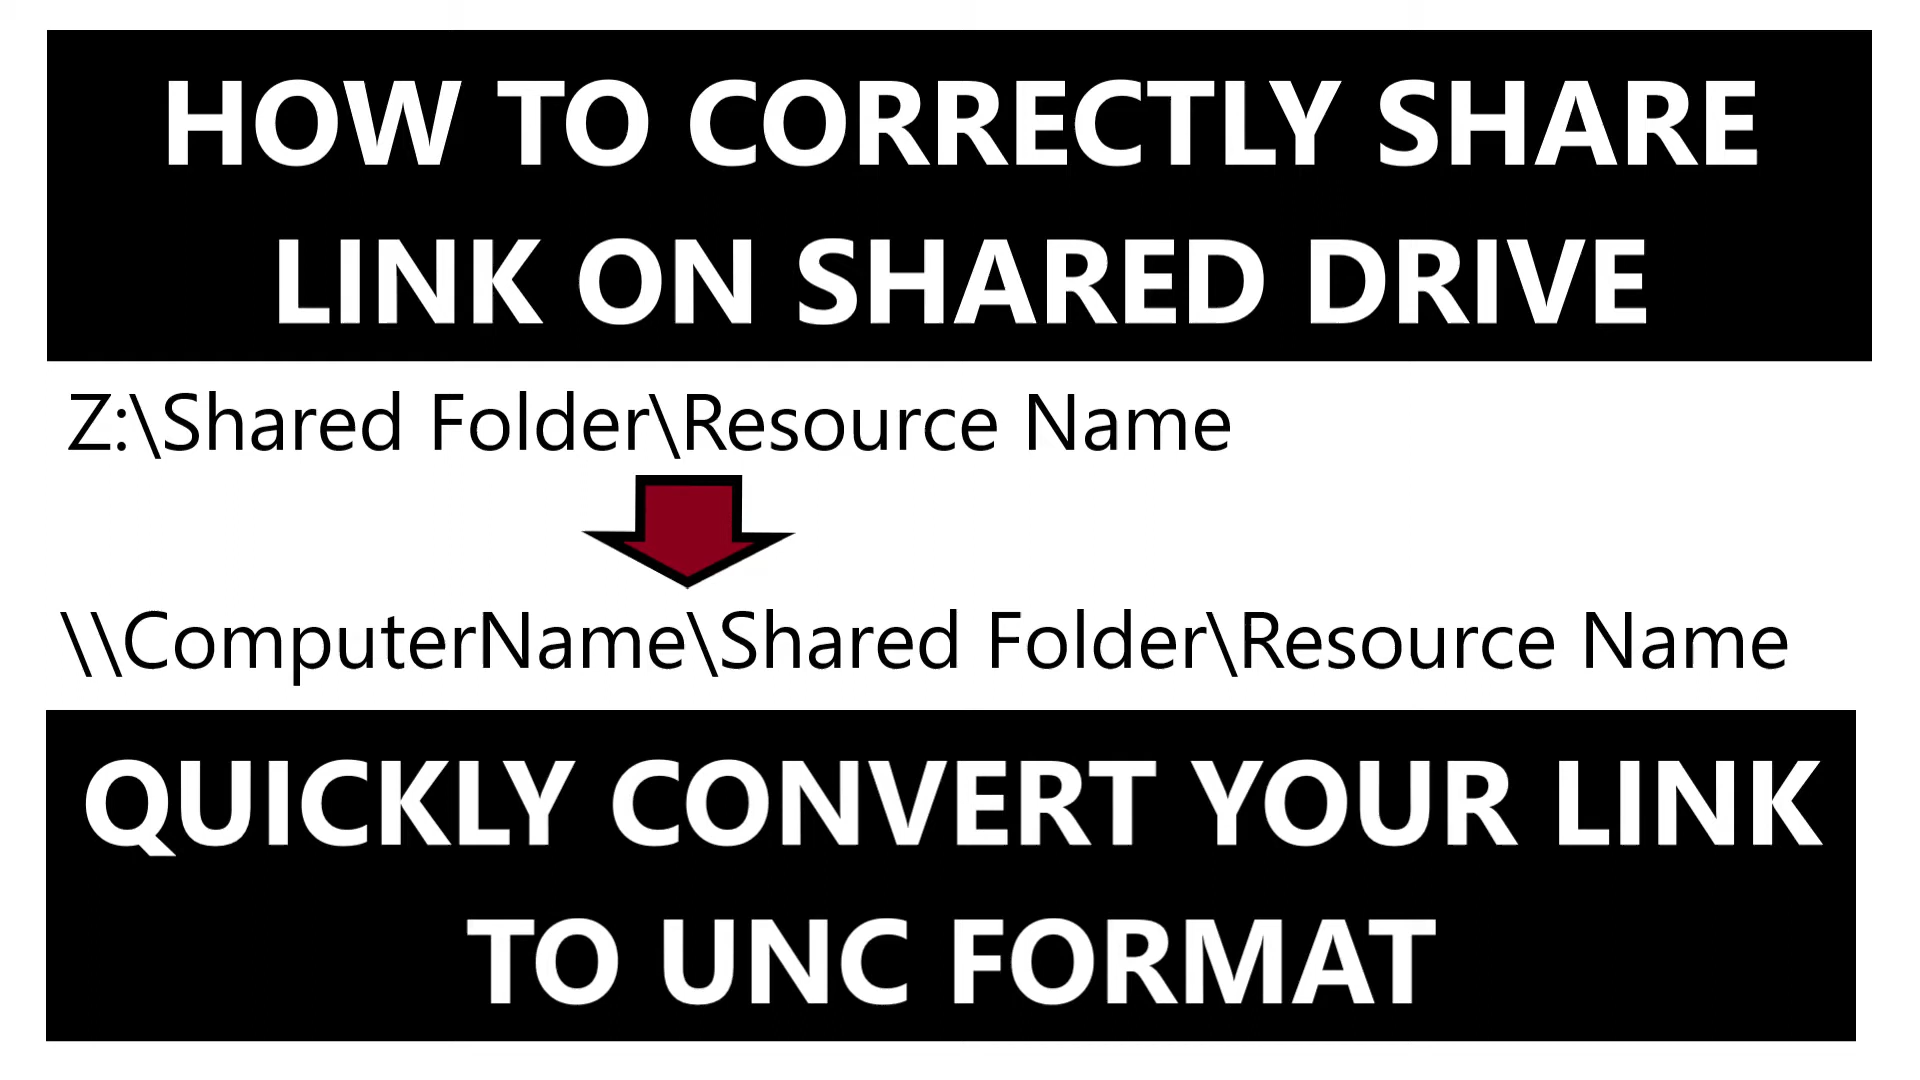 HOW TO CORRECTLY SHARE
LINK ON SHARED DRIVE
Z:\Shared Folder\Resource Name
\\ComputerName\Shared Folder\Resource Name
QUICKLY CONVERT YOUR LINK
TO UNC FORMAT